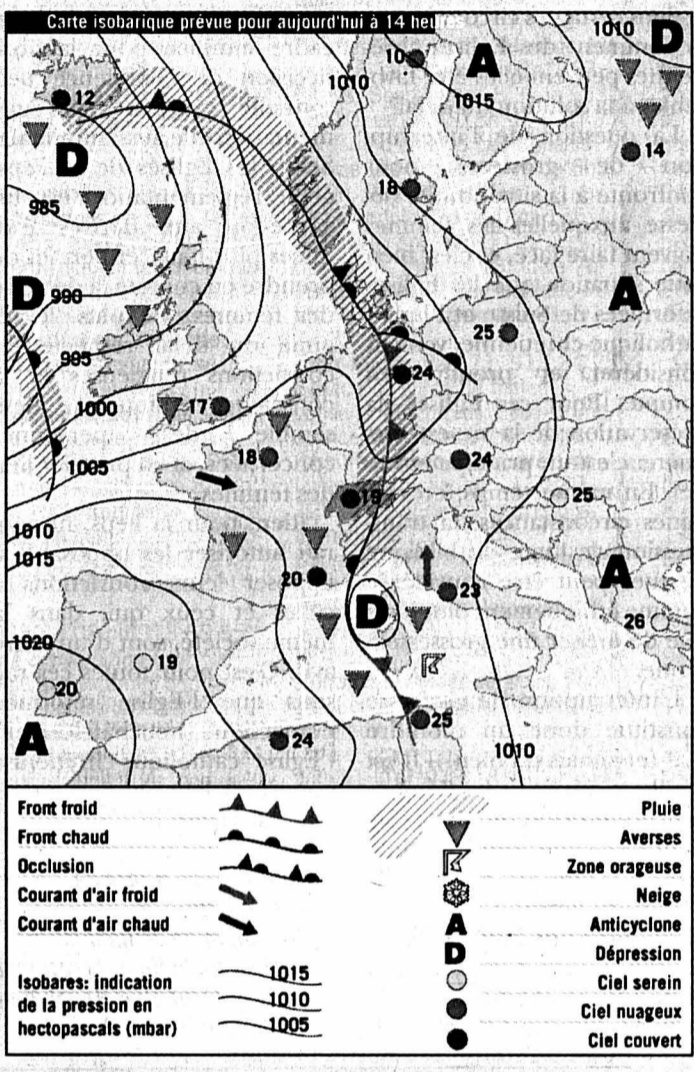 Carte isobarique prévue pour aujourd'hui à 14 heures
1010
D
A
10
1010
1015
12
14
D
18
985
A
D
990
25
995
24
1000
17
18
24
1005
19
25
1010
A
1015
20
23
D
26
1020
19
20
25
A
24
1010
Front froid
Front chaud
Occlusion
Courant d'air froid
Courant d'air chaud
Isobares: indication
de la pression en
hectopascals (mbar)
1015
1010
1005
Pluie
Averses
Zone orageuse
Neige
A Anticyclone
D Dépression
Ciel serein
Ciel nuageux
Ciel couvert